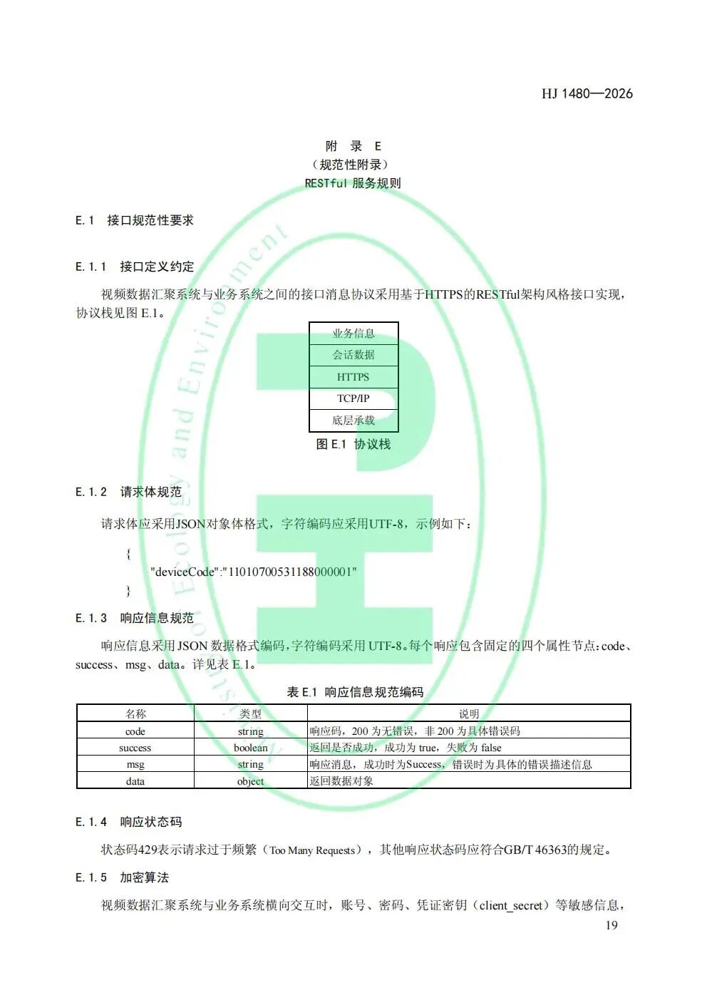 HJ 1480—2026
附 录 E
（规范性附录）
RESTful 服务规则
E.1 接口规范性要求
E.1.1 接口定义约定
视频数据汇聚系统与业务系统之间的接口消息协议采用基于HTTPS的RESTful架构风格接口实现，
协议栈见图 E.1。
业务信息
会话数据
HTTPS
TCP/IP
底层承载
图 E.1 协议栈
E.1.2 请求体规范
请求体应采用JSON对象体格式，字符编码应采用UTF-8，示例如下：
{
"deviceCode":"11010700531188000001"
}
E.1.3 响应信息规范
响应信息采用 JSON 数据格式编码，字符编码采用 UTF-8。每个响应包含固定的四个属性节点：code、
success、msg、data。详见表 E.1。
表 E.1 响应信息规范编码
名称 类型 说明
code string 响应码，200 为无错误，非 200 为具体错误码
success boolean 返回是否成功，成功为 true，失败为 false
msg string 响应消息，成功时为Success，错误时为具体的错误描述信息
data object 返回数据对象
E.1.4 响应状态码
状态码429表示请求过于频繁（Too Many Requests），其他响应状态码应符合GB/T 46363的规定。
E.1.5 加密算法
视频数据汇聚系统与业务系统横向交互时，账号、密码、凭证密钥（client_secret）等敏感信息，
19
Ministry of Ecology and Environment